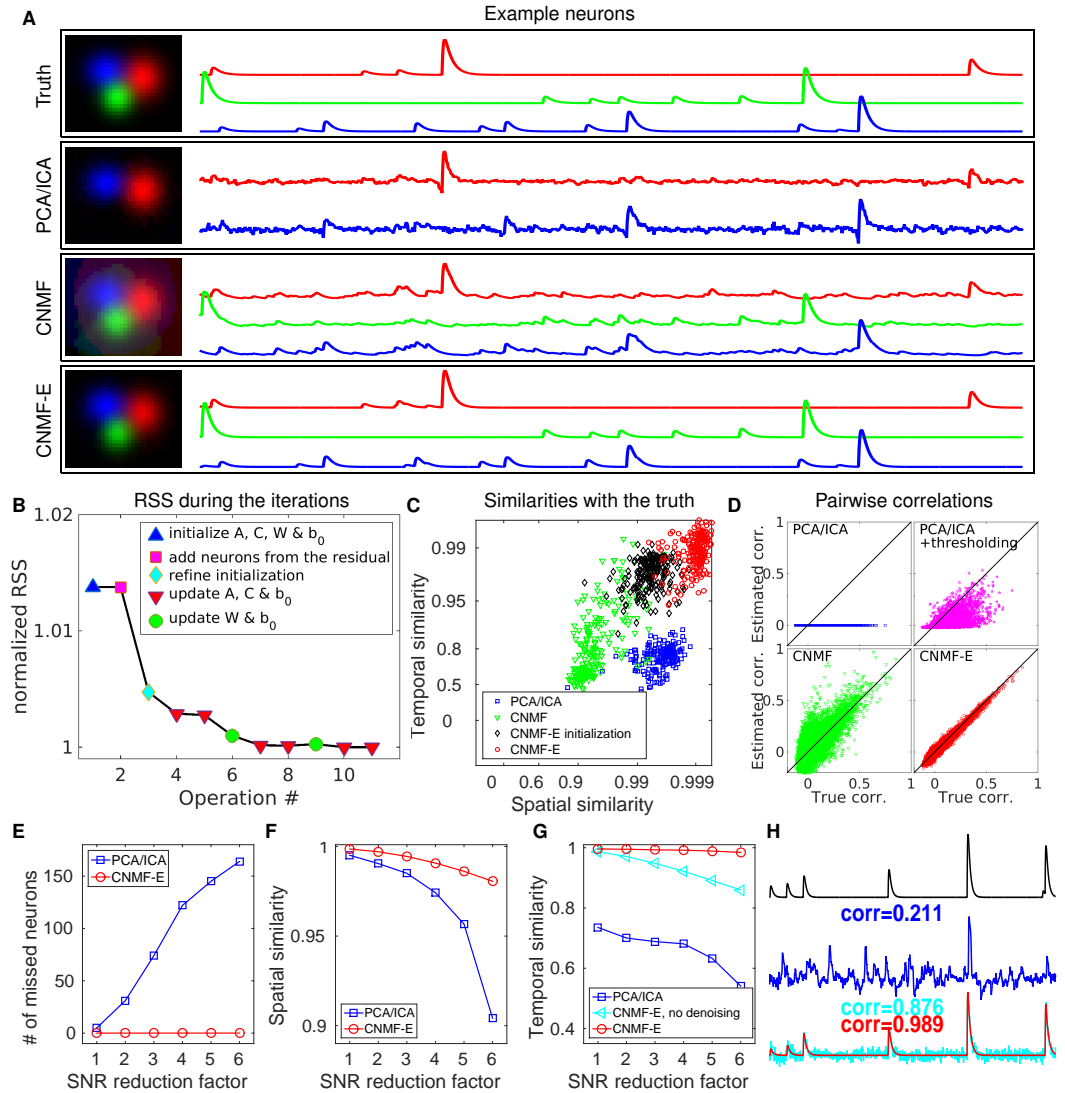 A
Example neurons
Truth
PCA/ICA
CNMF
CNMF-E
B
RSS during the iterations
normalized RSS
1.02
1.01
1
initialize A, C, W & b0
add neurons from the residual
refine initialization
update A, C & b0
update W & b0
2 4 6 8 10
Operation #
C
Similarities with the truth
Temporal similarity
0.99
0.95
0.8
0.5
0
PCA/ICA
CNMF
CNMF-E initialization
CNMF-E
0 0.6 0.9 0.99 0.999
Spatial similarity
D
Pairwise correlations
Estimated corr.
1
0.5
0
PCA/ICA
PCA/ICA
+thresholding
Estimated corr.
1
0.5
0
CNMF
CNMF-E
0 0.5 1 0 0.5 1
True corr. True corr.
E
# of missed neurons
150
100
50
0
PCA/ICA
CNMF-E
1 2 3 4 5 6
SNR reduction factor
F
Spatial similarity
1
0.95
0.9
PCA/ICA
CNMF-E
1 2 3 4 5 6
SNR reduction factor
G
Temporal similarity
1
0.8
0.6
0.4
PCA/ICA
CNMF-E, no denoising
CNMF-E
1 2 3 4 5 6
SNR reduction factor
H
corr=0.211
corr=0.876
corr=0.989